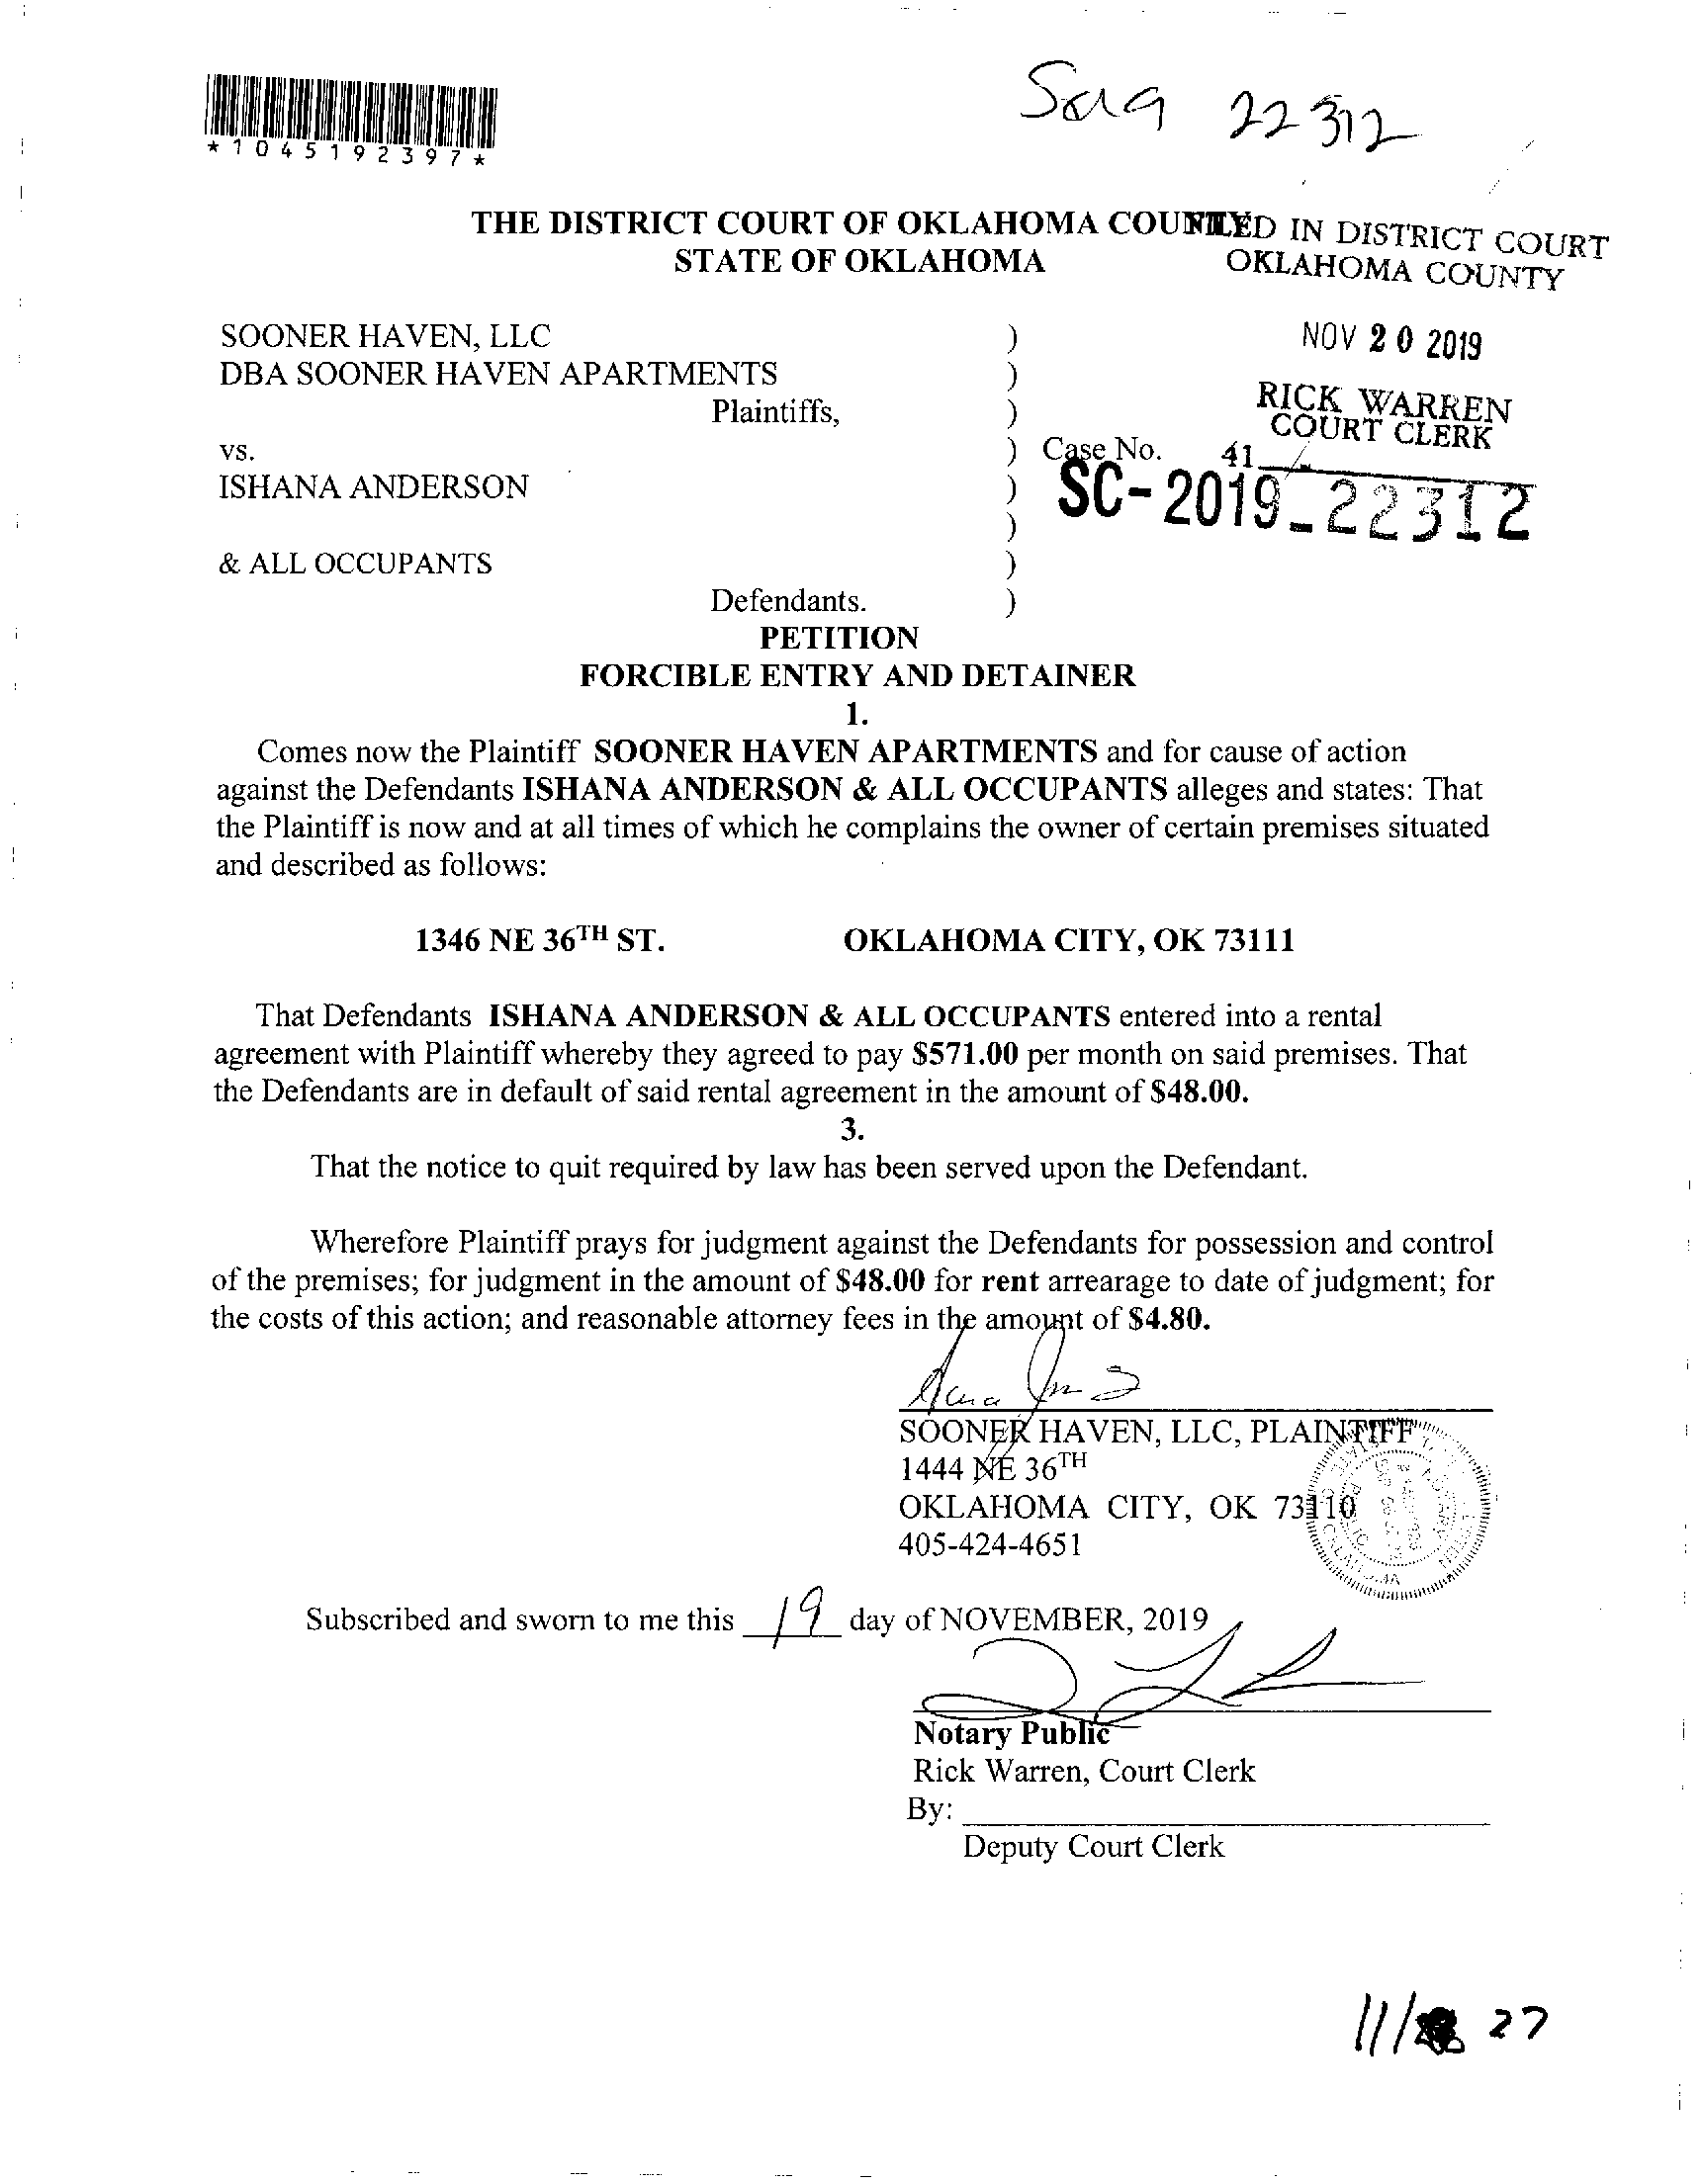 *1045192397*
22312
THE DISTRICT COURT OF OKLAHOMA COUNTY
FILED IN DISTRICT COURT
STATE OF OKLAHOMA
OKLAHOMA COUNTY
SOONER HAVEN, LLC )
NOV 20 2019
DBA SOONER HAVEN APARTMENTS )
Plaintiffs, )
RICK WARREN
COURT CLERK
vs. ) Case No.
41
ISHANA ANDERSON )
SC-2019-22312
)
& ALL OCCUPANTS )
Defendants. )
PETITION
FORCIBLE ENTRY AND DETAINER
1.
Comes now the Plaintiff SOONER HAVEN APARTMENTS and for cause of action
against the Defendants ISHANA ANDERSON & ALL OCCUPANTS alleges and states: That
the Plaintiff is now and at all times of which he complains the owner of certain premises situated
and described as follows:
1346 NE 36TH ST. OKLAHOMA CITY, OK 73111
That Defendants ISHANA ANDERSON & ALL OCCUPANTS entered into a rental
agreement with Plaintiff whereby they agreed to pay $571.00 per month on said premises. That
the Defendants are in default of said rental agreement in the amount of $48.00.
3.
That the notice to quit required by law has been served upon the Defendant.
Wherefore Plaintiff prays for judgment against the Defendants for possession and control
of the premises; for judgment in the amount of $48.00 for rent arrearage to date of judgment; for
the costs of this action; and reasonable attorney fees in the amount of $4.80.
SOONER HAVEN, LLC, PLAINTIFF
1444 NE 36TH
OKLAHOMA CITY, OK 73110
405-424-4651
Subscribed and sworn to me this 19 day of NOVEMBER, 2019
Notary Public
Rick Warren, Court Clerk
By:
Deputy Court Clerk
11/ 27